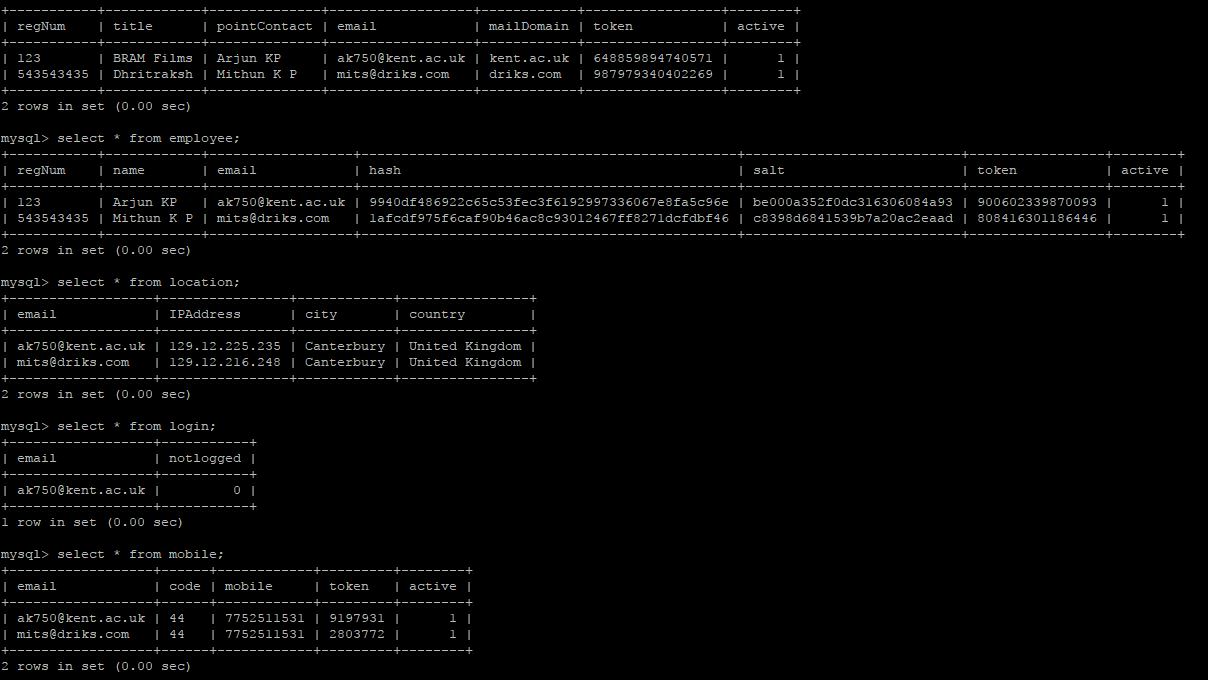 +-----------+-------------+--------------+------------------+-------------+-----------------+--------+
| regNum    | title       | pointContact | email            | mailDomain  | token           | active |
+-----------+-------------+--------------+------------------+-------------+-----------------+--------+
| 123       | BRAM Films  | Arjun KP     | ak750@kent.ac.uk | kent.ac.uk  | 648859894740571 |      1 |
| 543543435 | Dhritraksh  | Mithun K P   | mits@driks.com   | driks.com   | 987979340402269 |      1 |
+-----------+-------------+--------------+------------------+-------------+-----------------+--------+
2 rows in set (0.00 sec)
mysql> select * from employee;
+-----------+------------+------------------+------------------------------------------+--------------------------+-----------------+--------+
| regNum    | name       | email            | hash                                     | salt                     | token           | active |
+-----------+------------+------------------+------------------------------------------+--------------------------+-----------------+--------+
| 123       | Arjun KP   | ak750@kent.ac.uk | 9940df486922c65c53fec3f6192997336067e8fa5c96e | be000a352f0dc316306084a93 | 900602339870093 |      1 |
| 543543435 | Mithun K P | mits@driks.com   | 1afcdf975f6caf90b46ac8c93012467ff8271dcfdbf46 | c8398d6841539b7a20ac2eaad | 808416301186446 |      1 |
+-----------+------------+------------------+------------------------------------------+--------------------------+-----------------+--------+
2 rows in set (0.00 sec)
mysql> select * from location;
+------------------+----------------+------------+----------------+
| email            | IPAddress      | city       | country        |
+------------------+----------------+------------+----------------+
| ak750@kent.ac.uk | 129.12.225.235 | Canterbury | United Kingdom |
| mits@driks.com   | 129.12.216.248 | Canterbury | United Kingdom |
+------------------+----------------+------------+----------------+
2 rows in set (0.00 sec)
mysql> select * from login;
+------------------+-----------+
| email            | notlogged |
+------------------+-----------+
| ak750@kent.ac.uk |         0 |
+------------------+-----------+
1 row in set (0.00 sec)
mysql> select * from mobile;
+------------------+------+------------+---------+--------+
| email            | code | mobile     | token   | active |
+------------------+------+------------+---------+--------+
| ak750@kent.ac.uk | 44   | 7752511531 | 9197931 |      1 |
| mits@driks.com   | 44   | 7752511531 | 2803772 |      1 |
+------------------+------+------------+---------+--------+
2 rows in set (0.00 sec)